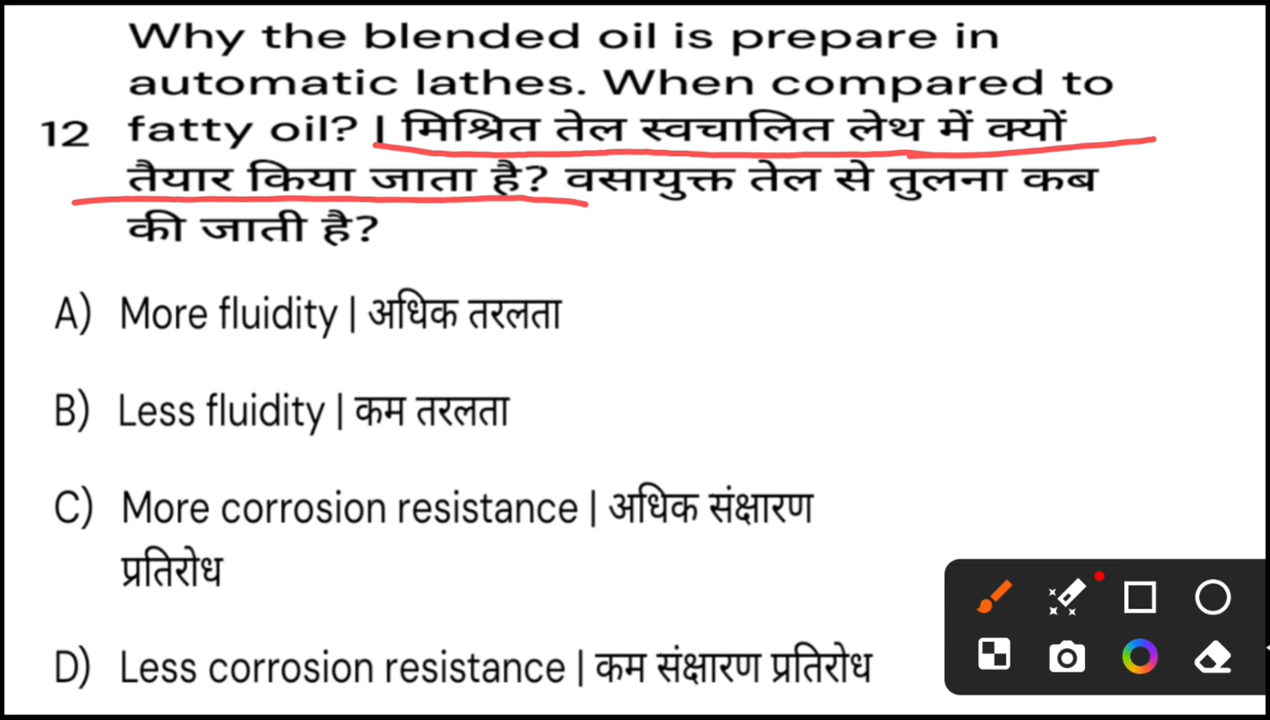 Why the blended oil is prepare in
automatic lathes. When compared to
12 fatty oil? | मिश्रित तेल स्वचालित लेथ में क्यों
तैयार किया जाता है? वसायुक्त तेल से तुलना कब
की जाती है?
A) More fluidity | अधिक तरलता
B) Less fluidity | कम तरलता
C) More corrosion resistance | अधिक संक्षारण
प्रतिरोध
D) Less corrosion resistance | कम संक्षारण प्रतिरोध